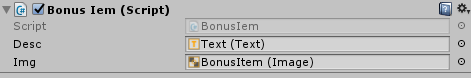 Bonus Iem (Script)
Script BonusIem
Desc Text (Text)
Img BonusItem (Image)